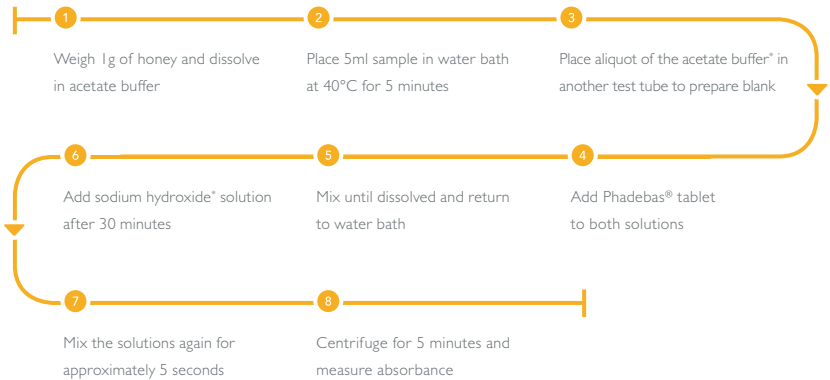 1
Weigh 1g of honey and dissolve
in acetate buffer
2
Place 5ml sample in water bath
at 40°C for 5 minutes
3
Place aliquot of the acetate buffer* in
another test tube to prepare blank
4
Add Phadebas® tablet
to both solutions
5
Mix until dissolved and return
to water bath
6
Add sodium hydroxide* solution
after 30 minutes
7
Mix the solutions again for
approximately 5 seconds
8
Centrifuge for 5 minutes and
measure absorbance